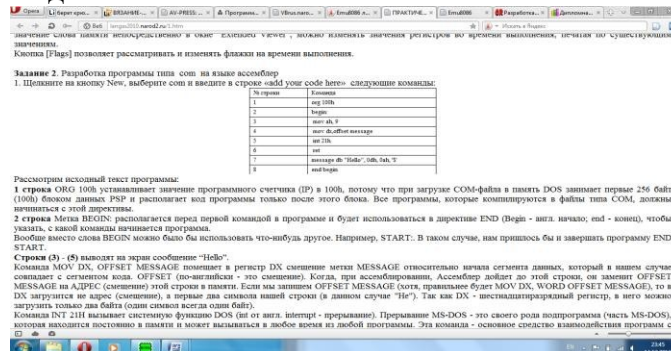 Opera
langos2010.narod2.ru/1.htm
Искать в Яндекс
значение слова памяти непосредственно в окне "Extended Viewer", можно изменять значения регистров во время выполнения, печатая по существующим
значениям.
Кнопка [Flags] позволяет рассматривать и изменять флажки на время выполнения.
Задание 2. Разработка программы типа com на языке ассемблер
1. Щелкните на кнопку New, выберите com и введите в строке «add your code here» следующие команды:
№ строки Команда
1 org 100h
2 begin:
3 mov ah, 9
4 mov dx,offset message
5 int 21h
6 ret
7 message db "Hello", 0dh, 0ah, '$'
8 end begin
Рассмотрим исходный текст программы:
1 строка ORG 100h устанавливает значение программного счетчика (IP) в 100h, потому что при загрузке COM-файла в память DOS занимает первые 256 байт
(100h) блоком данных PSP и располагает код программы только после этого блока. Все программы, которые компилируются в файлы типа COM, должны
начинаться с этой директивы.
2 строка Метка BEGIN: располагается перед первой командой в программе и будет использоваться в директиве END (Begin - англ. начало; end - конец), чтобы
указать, с какой команды начинается программа.
Вообще вместо слова BEGIN можно было бы использовать что-нибудь другое. Например, START:. В таком случае, нам пришлось бы и завершать программу END
START.
Строки (3) - (5) выводят на экран сообщение "Hello".
Команда MOV DX, OFFSET MESSAGE помещает в регистр DX смещение метки MESSAGE относительно начала сегмента данных, который в нашем случае
совпадает с сегментом кода. OFFSET (по-английски - это смещение). Когда, при ассемблировании, Ассемблер дойдет до этой строки, он заменит OFFSET
MESSAGE на АДРЕС (смещение) этой строки в памяти. Если мы запишем OFFSET MESSAGE (хотя, правильнее будет MOV DX, WORD OFFSET MESSAGE), то в
DX загрузится не адрес (смещение), а первые два символа нашей строки (в данном случае "He"). Так как DX - шестнадцатиразрядный регистр, в него можно
загрузить только два байта (один символ всегда один байт).
Команда INT 21H вызывает системную функцию DOS (int от англ. interrupt - прерывание). Прерывание MS-DOS - это своего рода подпрограмма (часть MS-DOS),
которая находится постоянно в памяти и может вызываться в любое время из любой программы. Эта команда - основное средство взаимодействия программ с
23:45